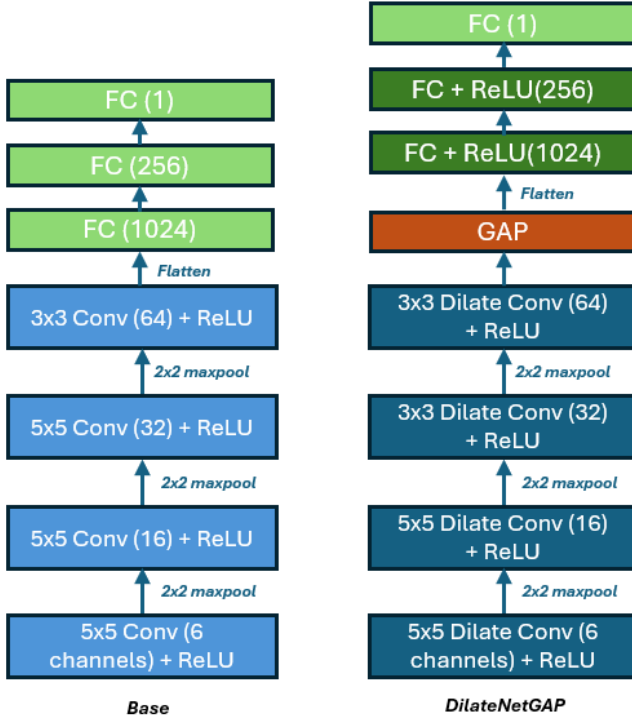 FC (1)
FC (256)
FC (1024)
Flatten
3x3 Conv (64) + ReLU
2x2 maxpool
5x5 Conv (32) + ReLU
2x2 maxpool
5x5 Conv (16) + ReLU
2x2 maxpool
5x5 Conv (6
channels) + ReLU
Base
FC (1)
FC + ReLU(256)
FC + ReLU(1024)
Flatten
GAP
3x3 Dilate Conv (64)
+ ReLU
2x2 maxpool
3x3 Dilate Conv (32)
+ ReLU
2x2 maxpool
5x5 Dilate Conv (16)
+ ReLU
2x2 maxpool
5x5 Dilate Conv (6
channels) + ReLU
DilateNetGAP